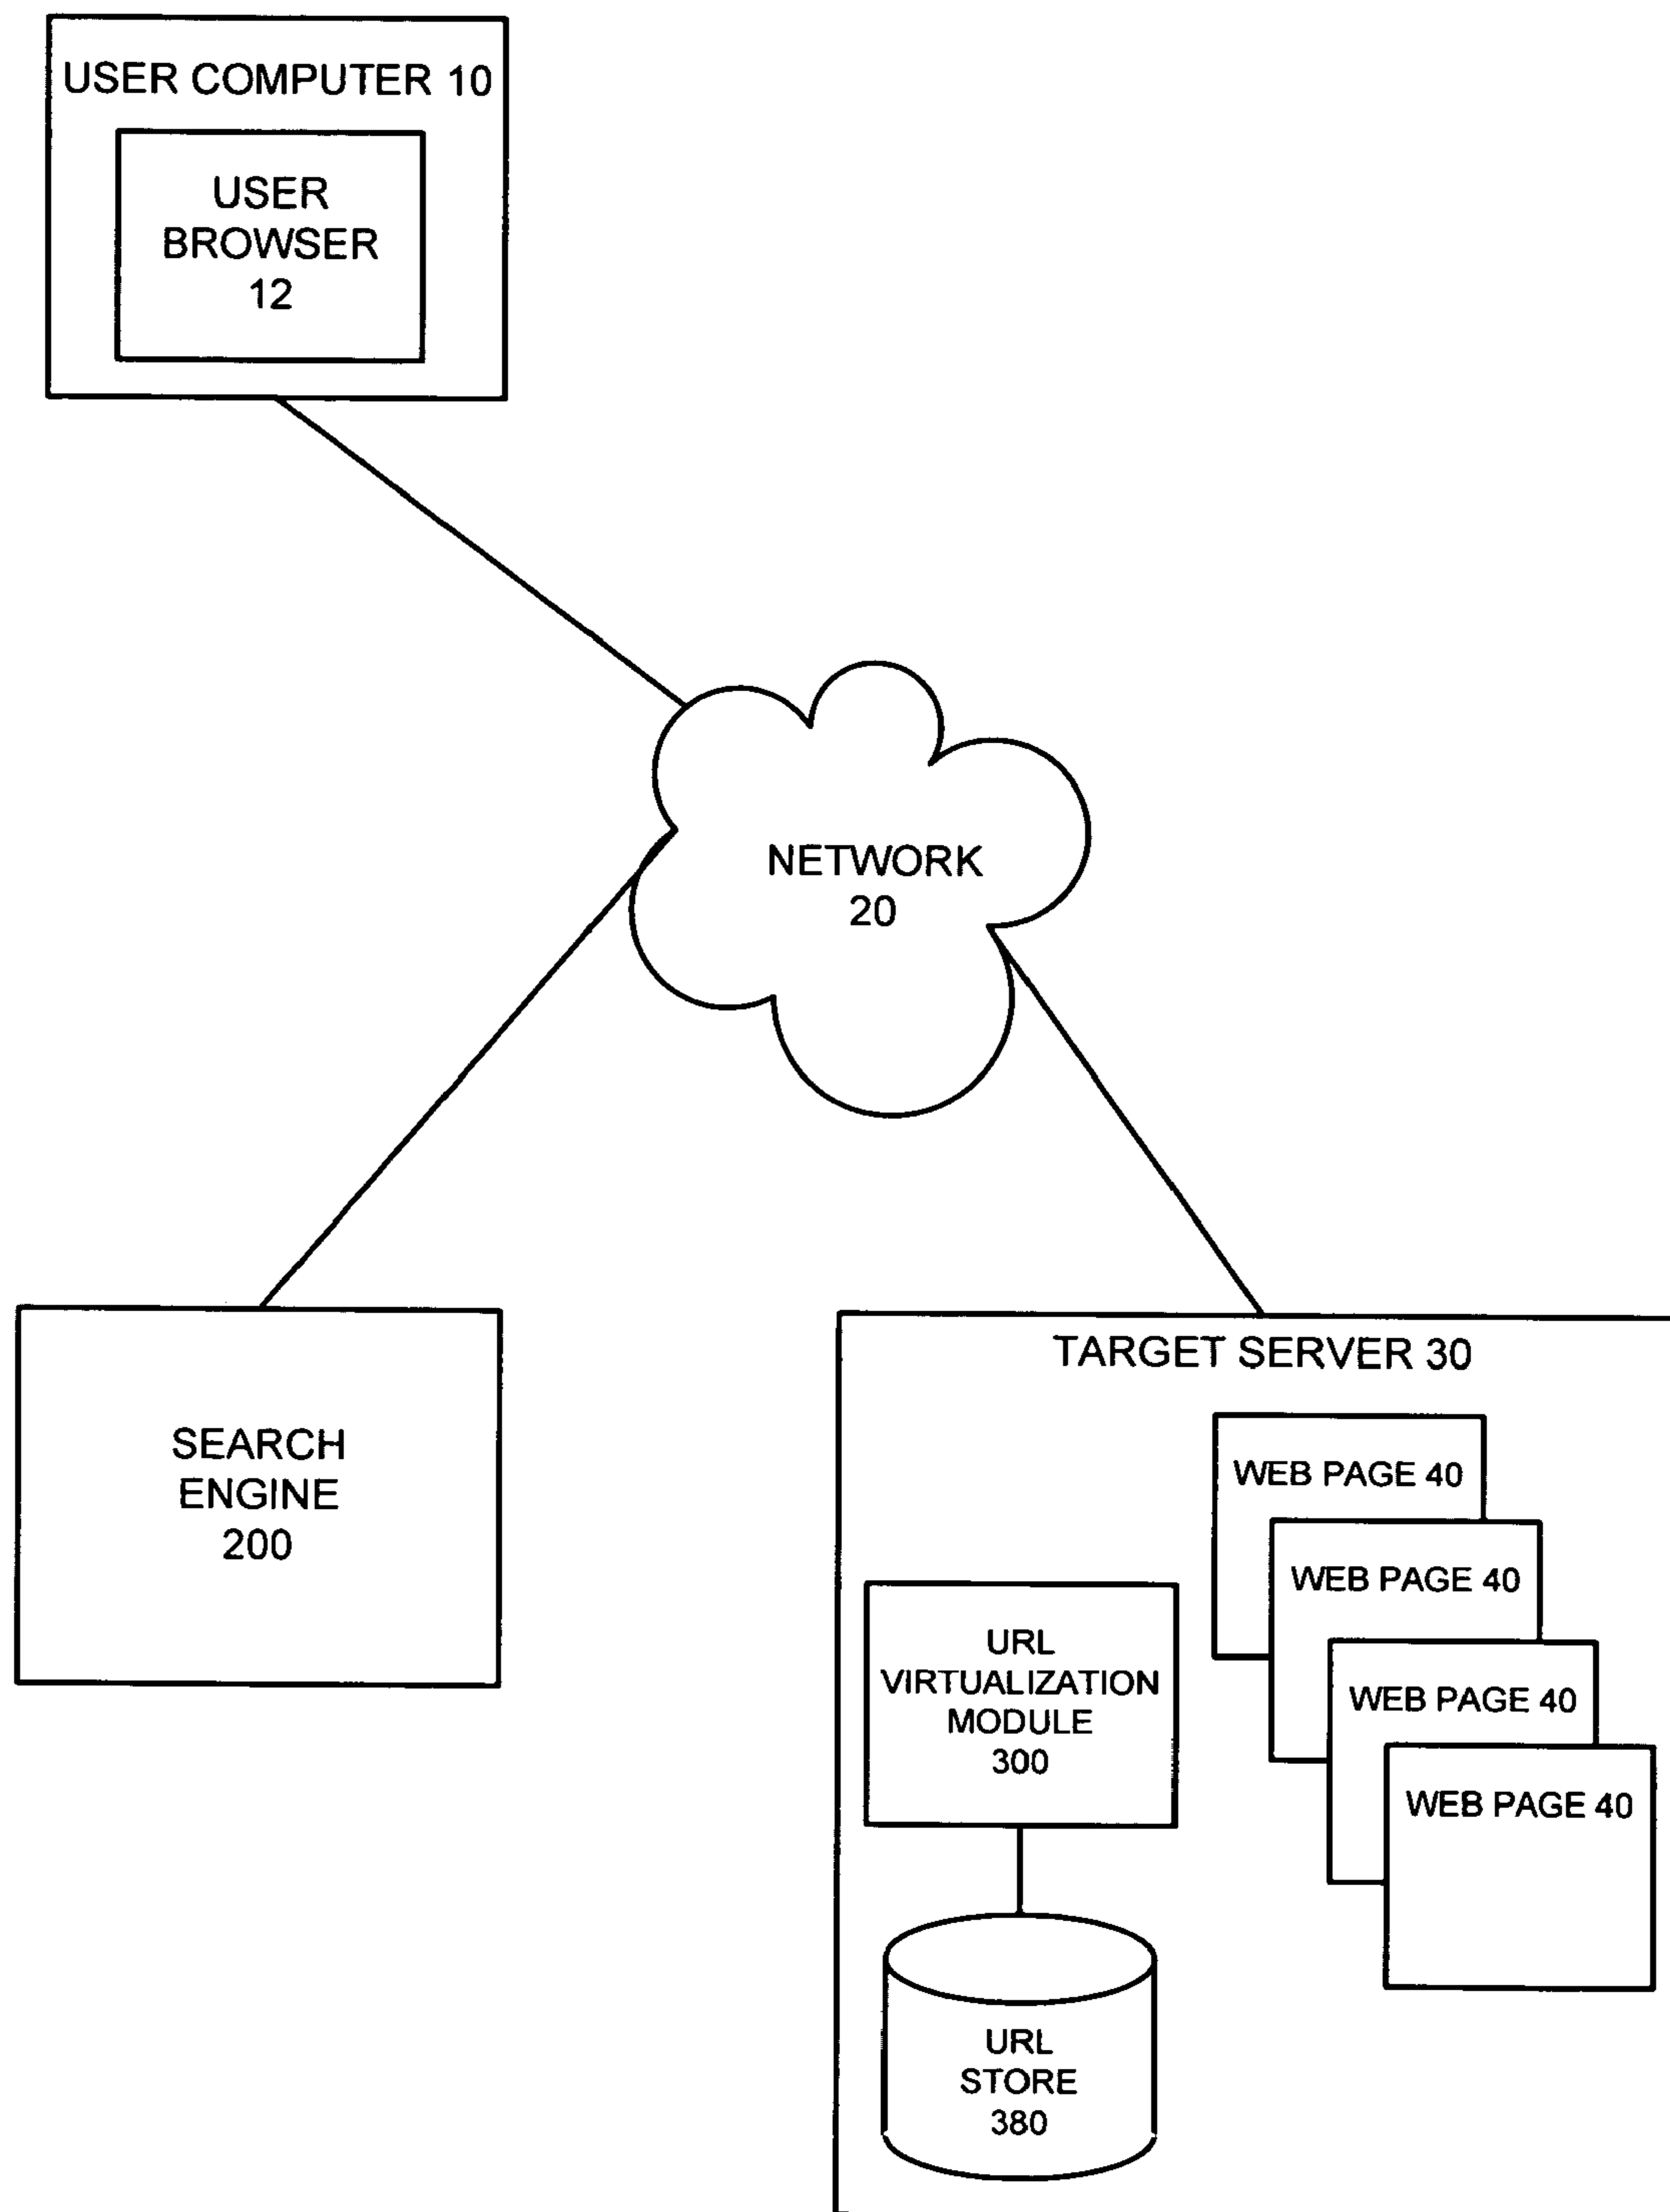 USER COMPUTER 10
USER
BROWSER
12
NETWORK
20
SEARCH
ENGINE
200
TARGET SERVER 30
WEB PAGE 40
WEB PAGE 40
WEB PAGE 40
WEB PAGE 40
URL
VIRTUALIZATION
MODULE
300
URL
STORE
380